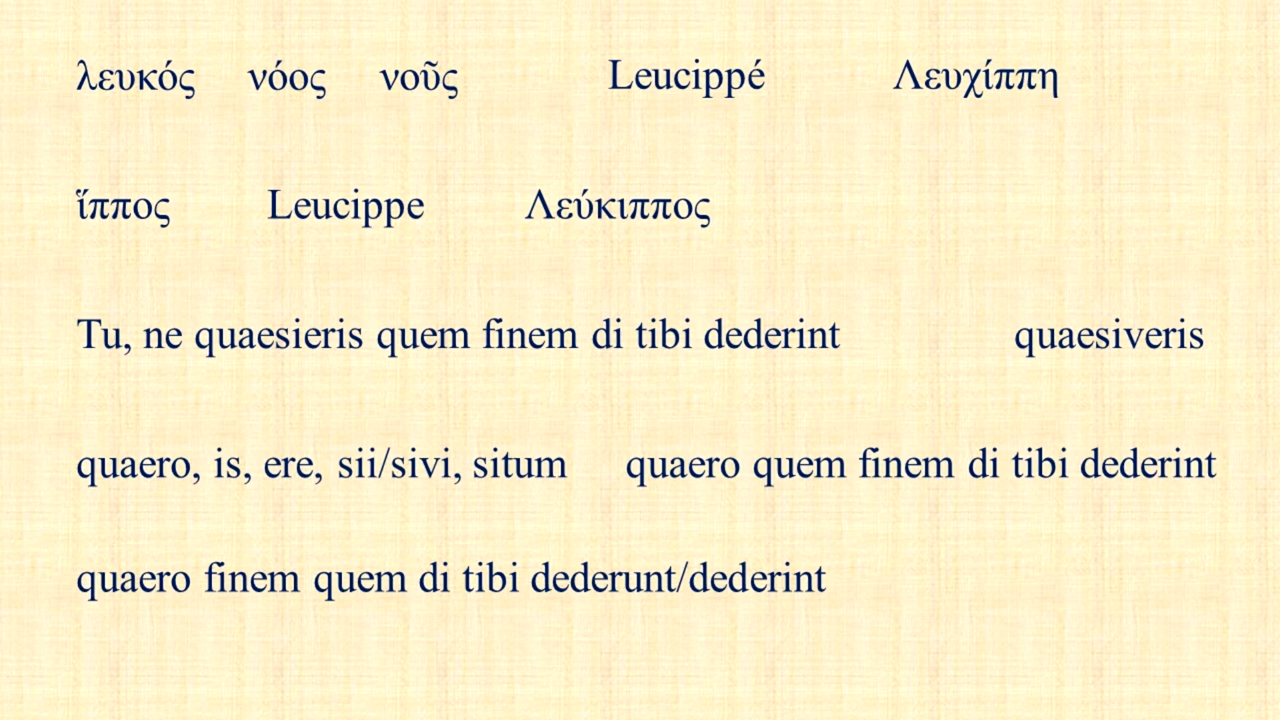 λευκός νόος νοῦς Leucippé Λευχίππη
ἵππος Leucippe Λεύκιππος
Tu, ne quaesieris quem finem di tibi dederint quaesiveris
quaero, is, ere, sii/sivi, situm quaero quem finem di tibi dederint
quaero finem quem di tibi dederunt/dederint